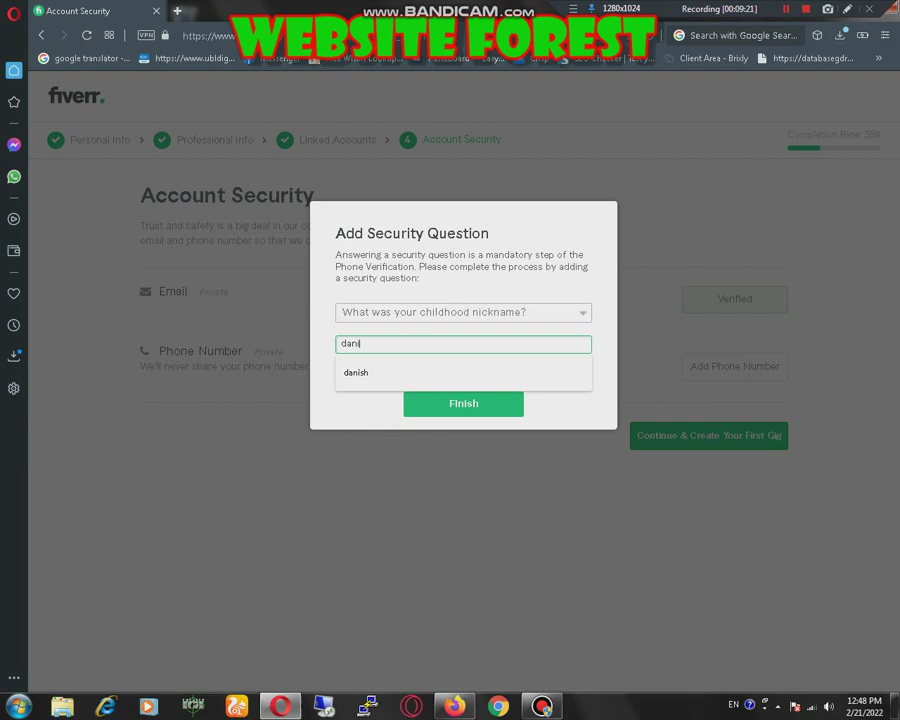 Account Security
www.BANDICAM.com
1280x1024
Recording [00:09:21]
WEBSITE FOREST
VPN
https://www.
Search with Google Sear...
google translator -...
https://www.ubldig...
Client Area - Brixly
https://databasegdr...
fiverr.
Personal Info
Professional Info
Linked Accounts
4
Account Security
Completion Rate: 35%
Account Security
Trust and safety is a big deal in our co
email and phone number so that we c
Email
Private
Verified
Phone Number
Private
We'll never share your phone number.
Add Phone Number
Continue & Create Your First Gig
Add Security Question
Answering a security question is a mandatory step of the
Phone Verification. Please complete the process by adding
a security question:
What was your childhood nickname?
dani
danish
Finish
EN
12:48 PM
2/21/2022